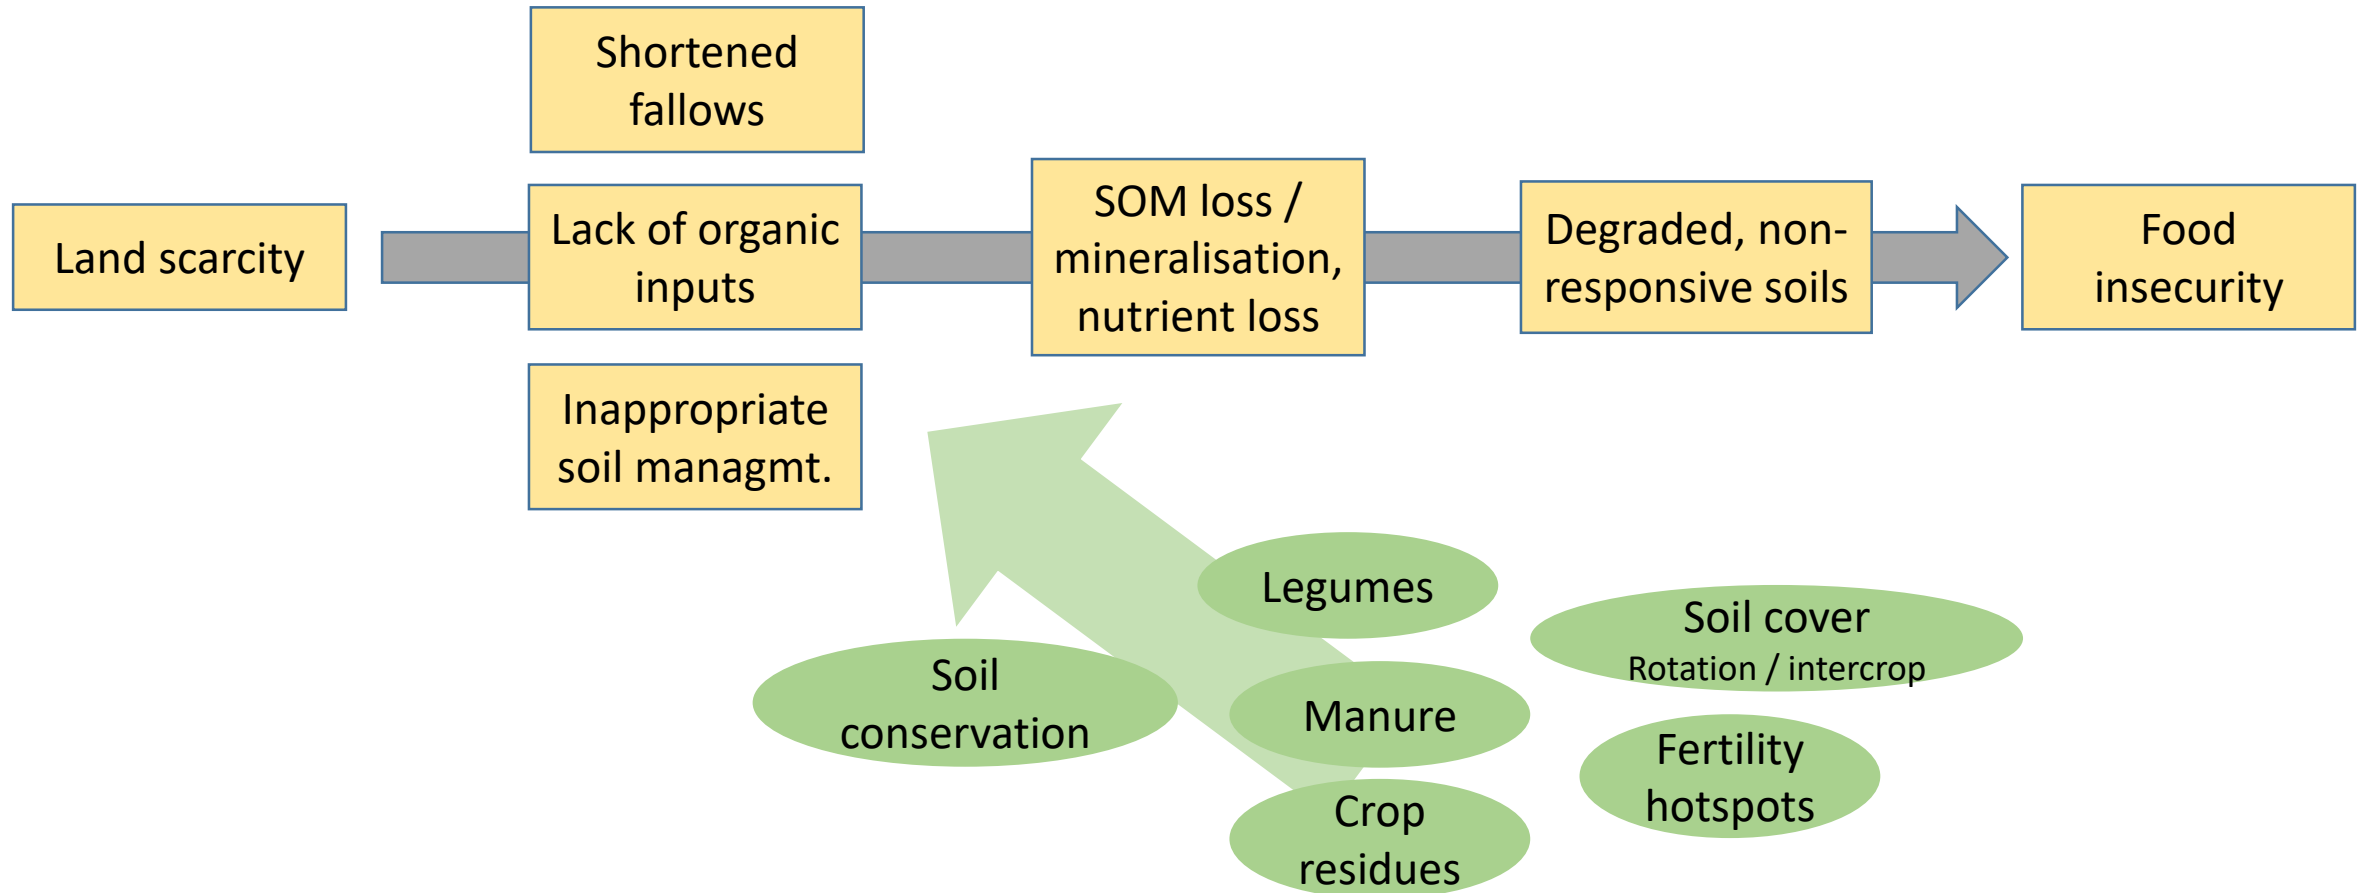 Shortened
fallows
Land scarcity
Lack of organic
inputs
Inappropriate
soil managmt.
SOM loss /
mineralisation,
nutrient loss
Degraded, non-
responsive soils
Food
insecurity
Legumes
Soil cover
Rotation / intercrop
Soil
conservation
Manure
Fertility
hotspots
Crop
residues